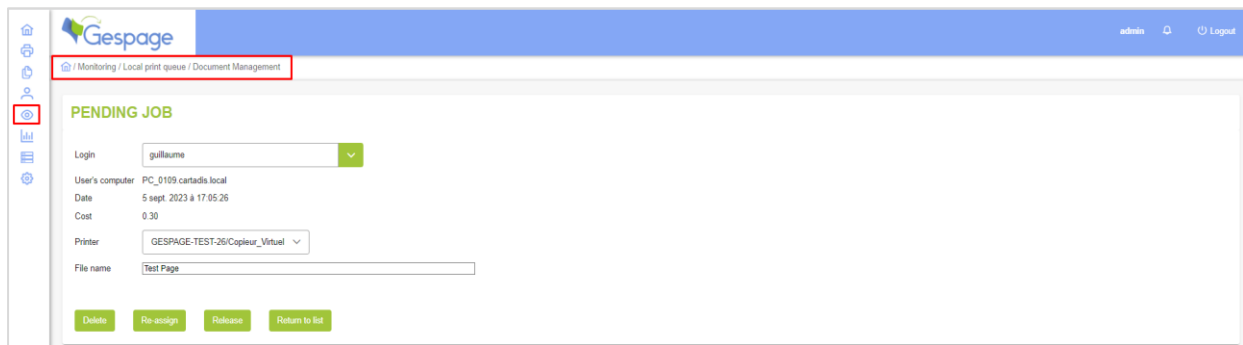 Gespage
admin Logout
/ Monitoring / Local print queue / Document Management
PENDING JOB
Login guillaume
User's computer PC_0109.cartadis.local
Date 5 sept. 2023 à 17:05:26
Cost 0.30
Printer GESPAGE-TEST-26/Copieur_Virtuel
File name Test Page
Delete Re-assign Release Return to list